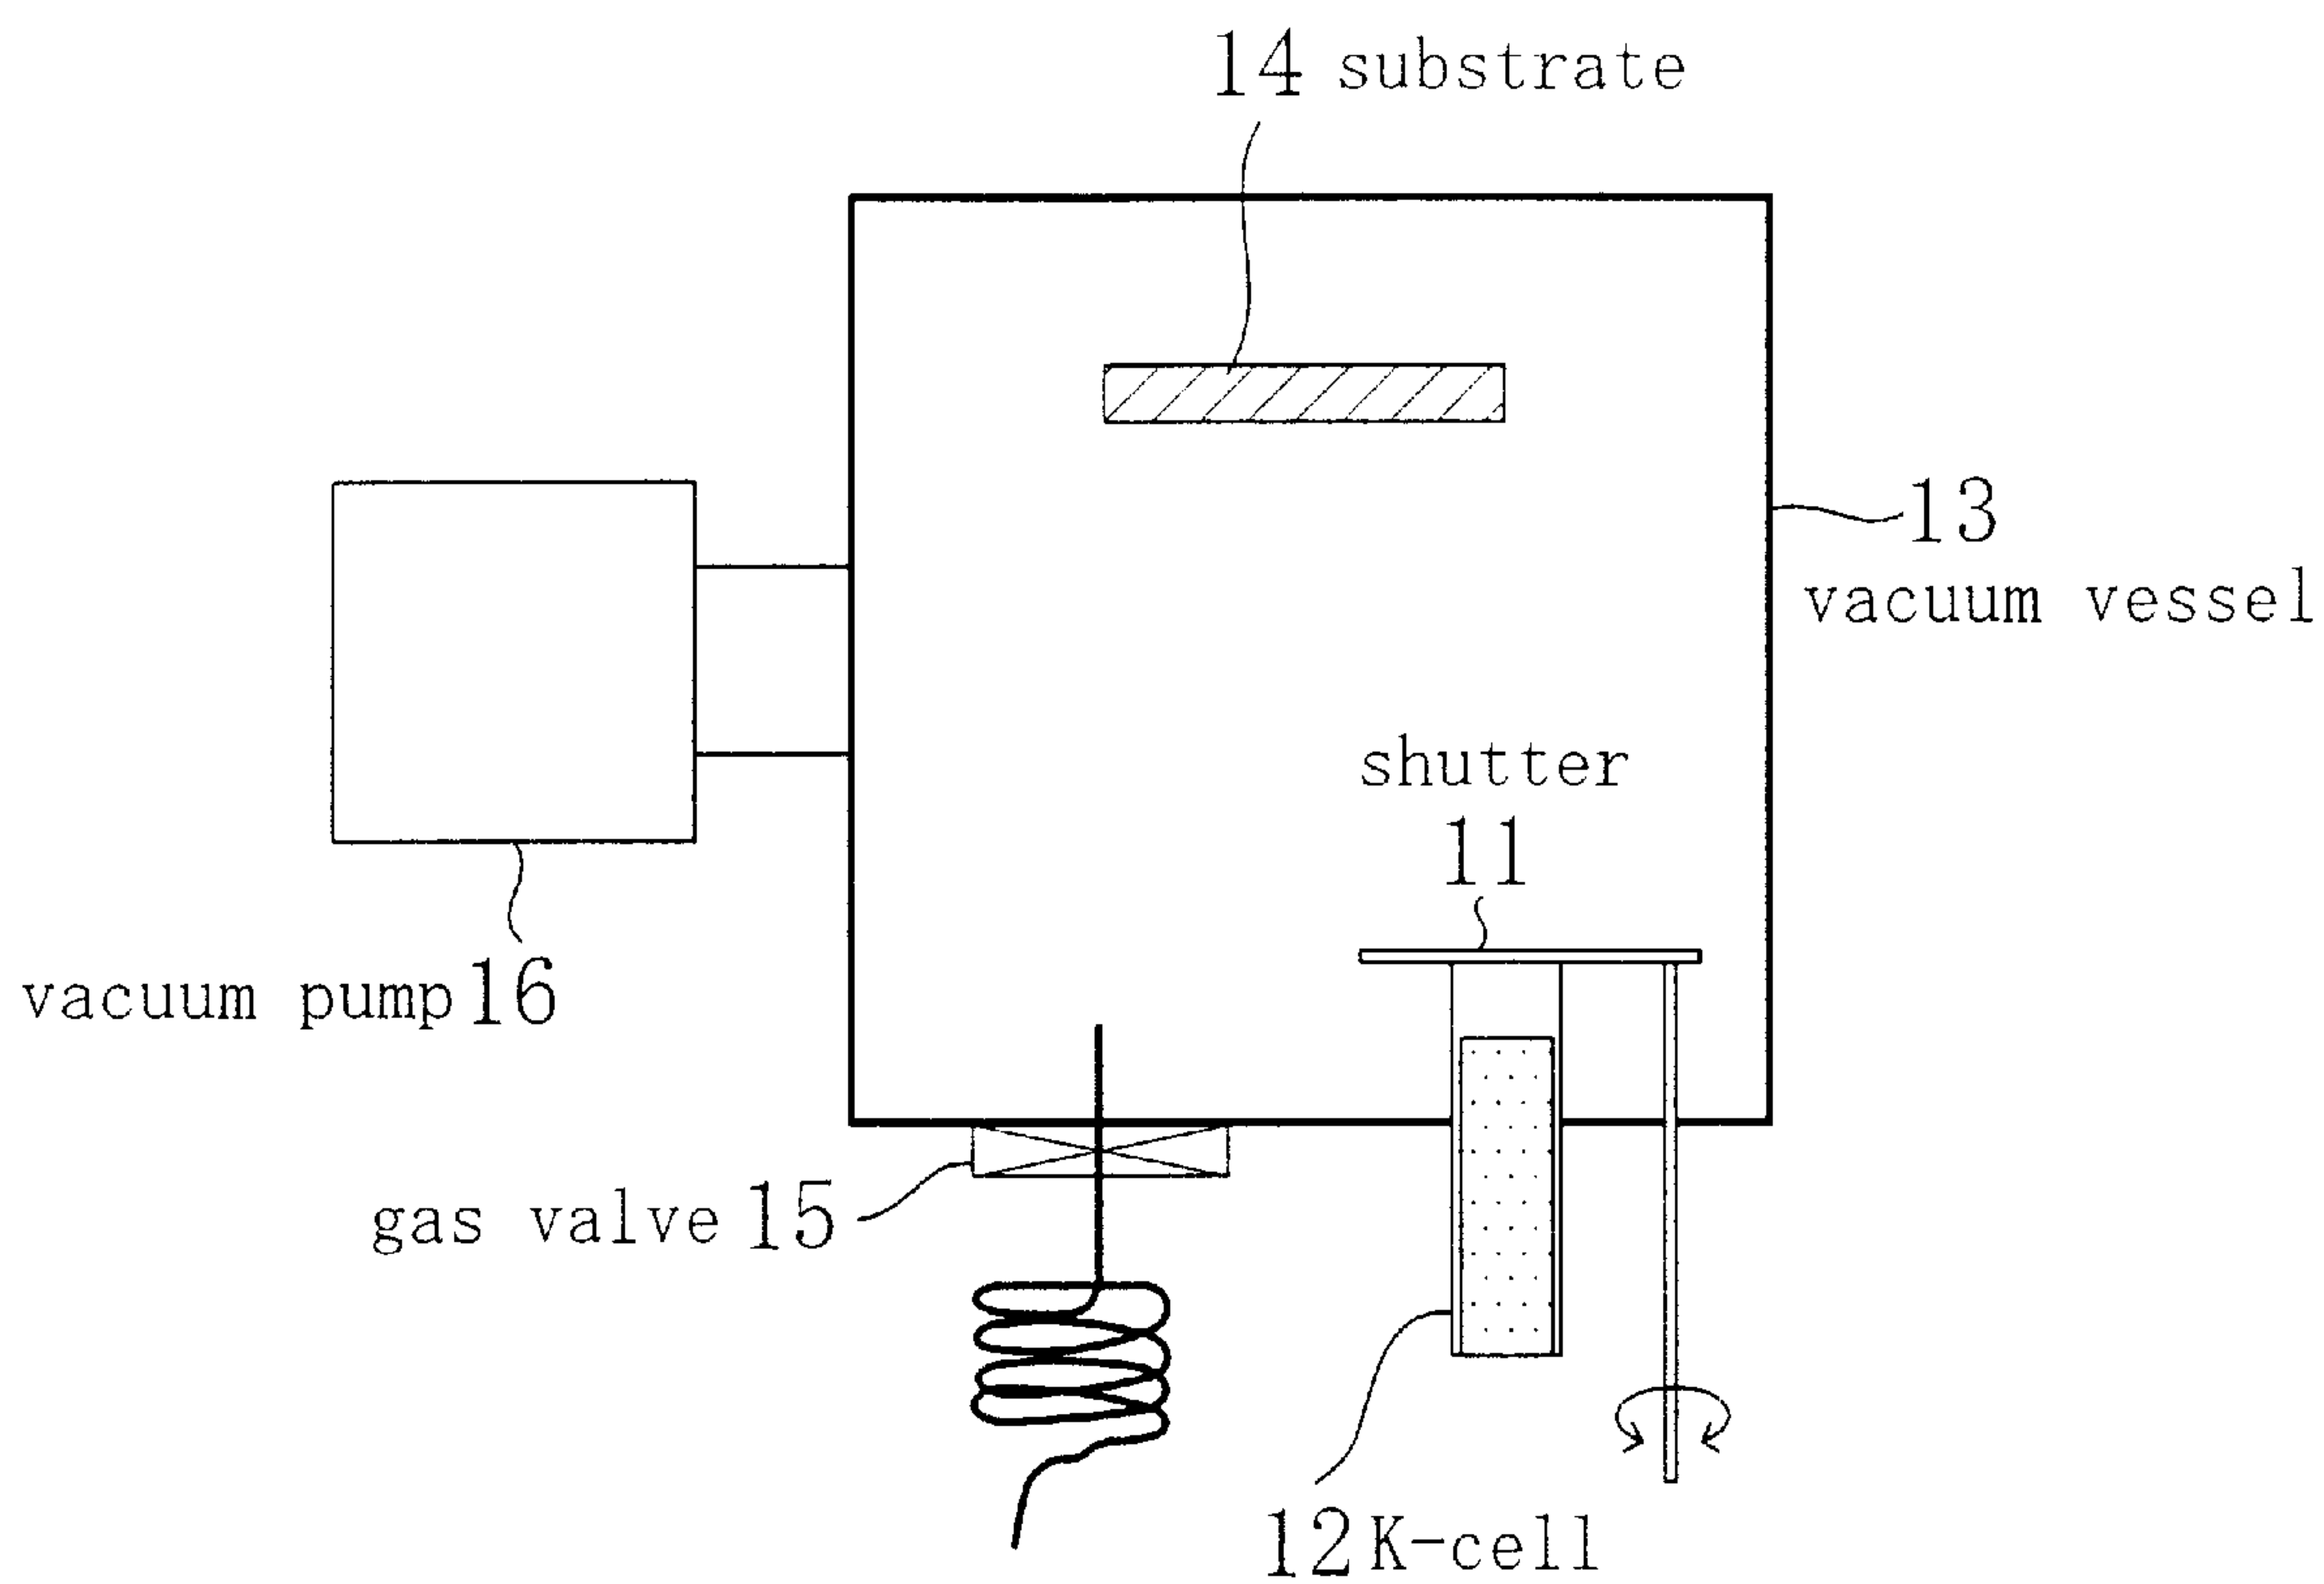 14 substrate
13
vacuum vessel
shutter
11
vacuum pump 16
gas valve 15
12 K-cell